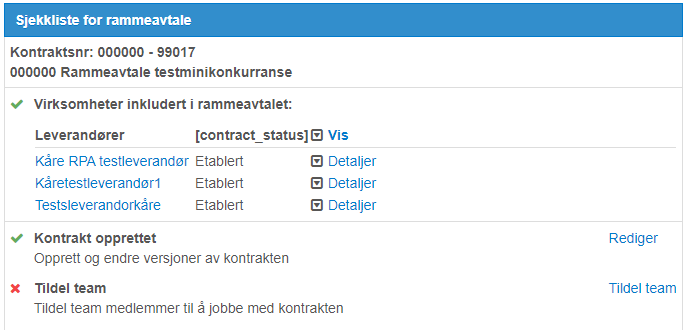 Sjekkliste for rammeavtale
Kontraktsnr: 000000 - 99017
000000 Rammeavtale testminikonkurranse
Virksomheter inkludert i rammeavtalet:
Leverandører [contract_status] Vis
Kåre RPA testleverandør Etablert Detaljer
Kåretestleverandør1 Etablert Detaljer
Testsleverandorkåre Etablert Detaljer
Kontrakt opprettet Rediger
Opprett og endre versjoner av kontrakten
Tildel team Tildel team
Tildel team medlemmer til å jobbe med kontrakten